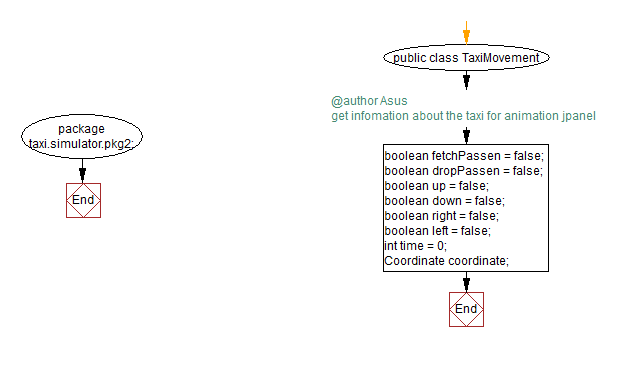 package
taxi.simulator.pkg2;
End
public class TaxiMovement
@author Asus
get infomation about the taxi for animation jpanel
boolean fetchPassen = false;
boolean dropPassen = false;
boolean up = false;
boolean down = false;
boolean right = false;
boolean left = false;
int time = 0;
Coordinate coordinate;
End